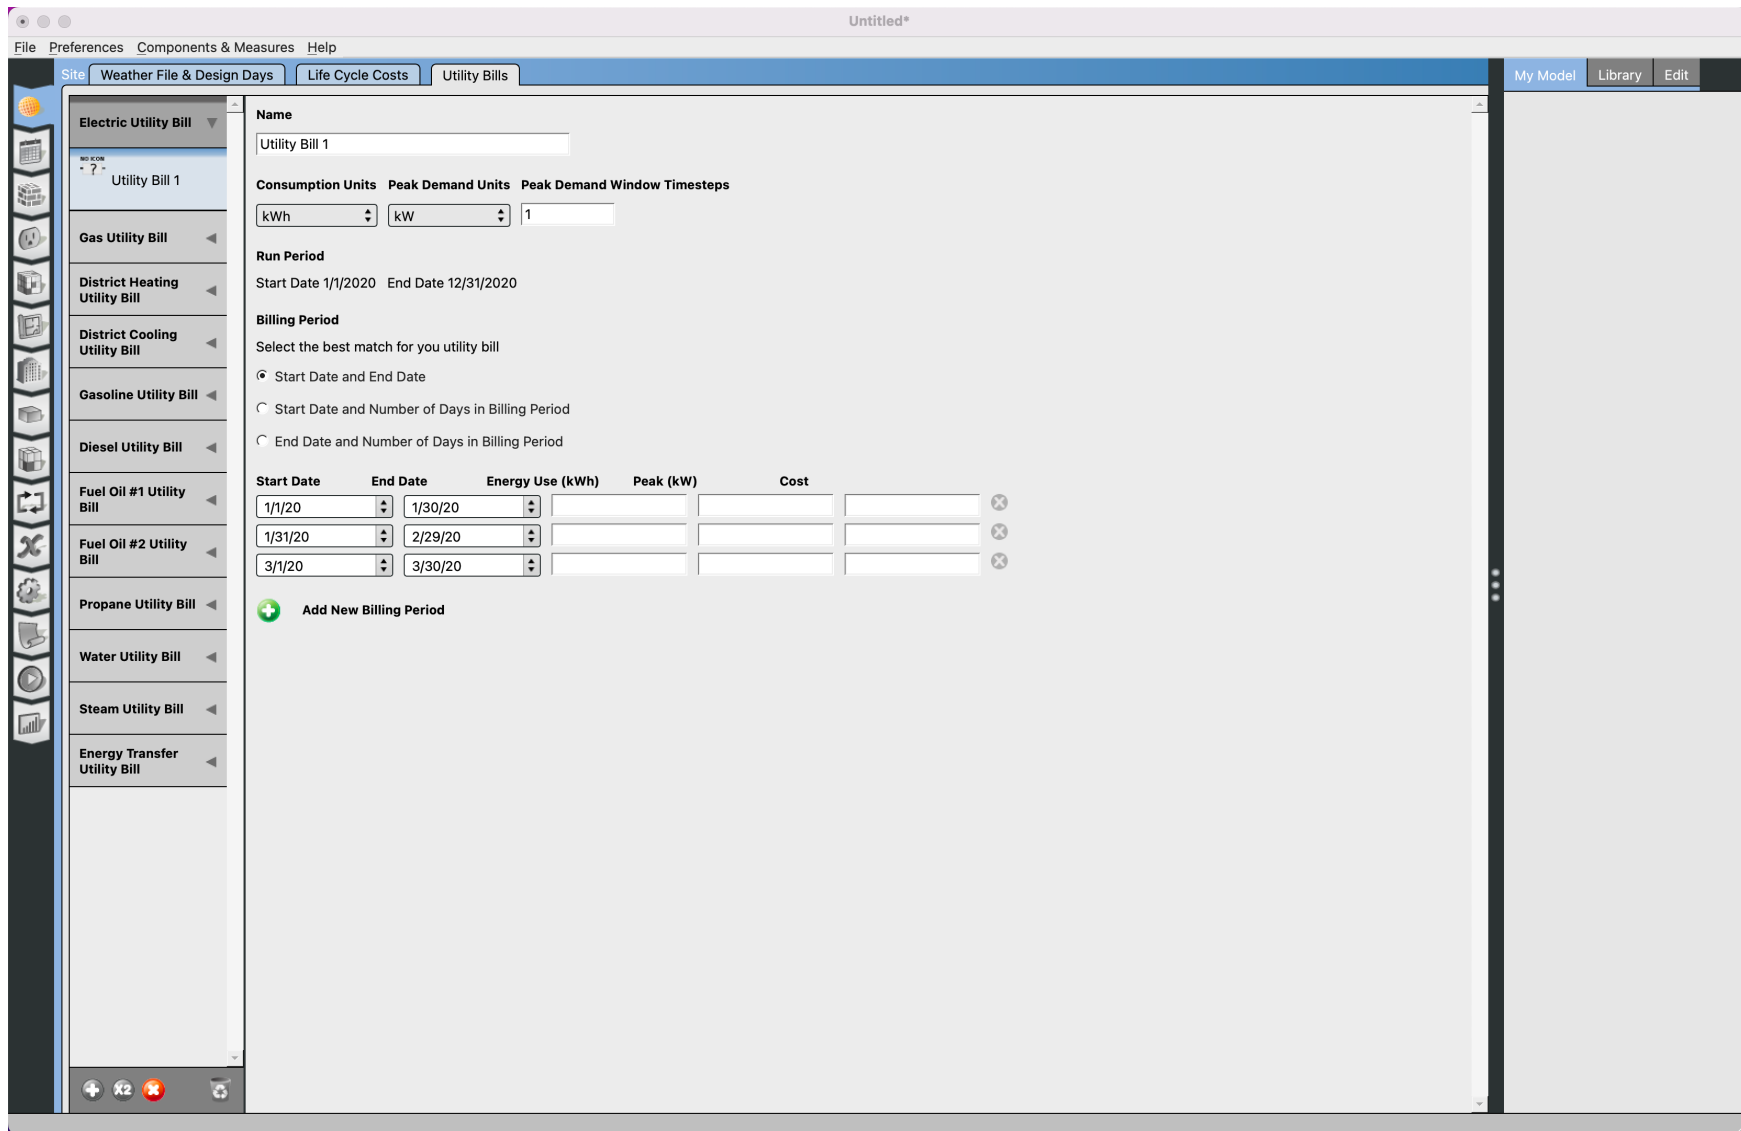 Untitled*
File Preferences Components & Measures Help
Site Weather File & Design Days Life Cycle Costs Utility Bills My Model Library Edit
Electric Utility Bill
NO ICON
- ? -
Utility Bill 1
Gas Utility Bill
District Heating
Utility Bill
District Cooling
Utility Bill
Gasoline Utility Bill
Diesel Utility Bill
Fuel Oil #1 Utility
Bill
Fuel Oil #2 Utility
Bill
Propane Utility Bill
Water Utility Bill
Steam Utility Bill
Energy Transfer
Utility Bill
X2
Name
Utility Bill 1
Consumption Units Peak Demand Units Peak Demand Window Timesteps
kWh kW 1
Run Period
Start Date 1/1/2020 End Date 12/31/2020
Billing Period
Select the best match for you utility bill
Start Date and End Date
Start Date and Number of Days in Billing Period
End Date and Number of Days in Billing Period
Start Date End Date Energy Use (kWh) Peak (kW) Cost
1/1/20 1/30/20
1/31/20 2/29/20
3/1/20 3/30/20
Add New Billing Period